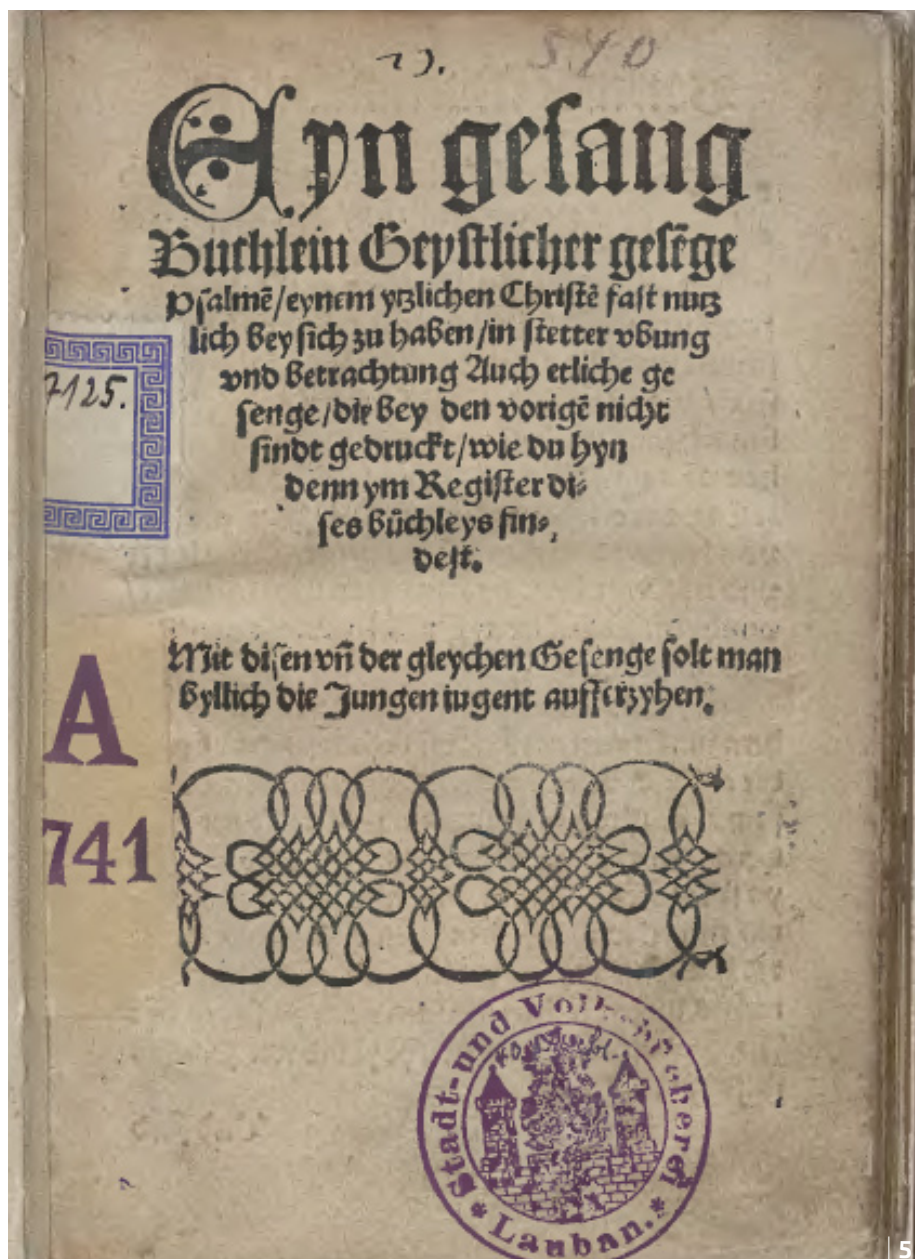 540
Eyn gesang
Buchlein Geystlicher gesēge
Psalmē/eynem ytzlichen Christē fast nutz
lich bey sich zu haben/in stetter vbung
vnd betrachtung Auch etliche ge
senge/die bey den vorigē nicht
sindt gedruckt/wie du hyn
denn ym Register di⸗
ses bůchleys fin⸗,
dest.
7125.
Mit disen vñ der gleychen Gesenge solt man
byllich die Jungen iugent aufferzyhen.
A
741
Stadt- und Volksbücherei
* Lauban. *
5